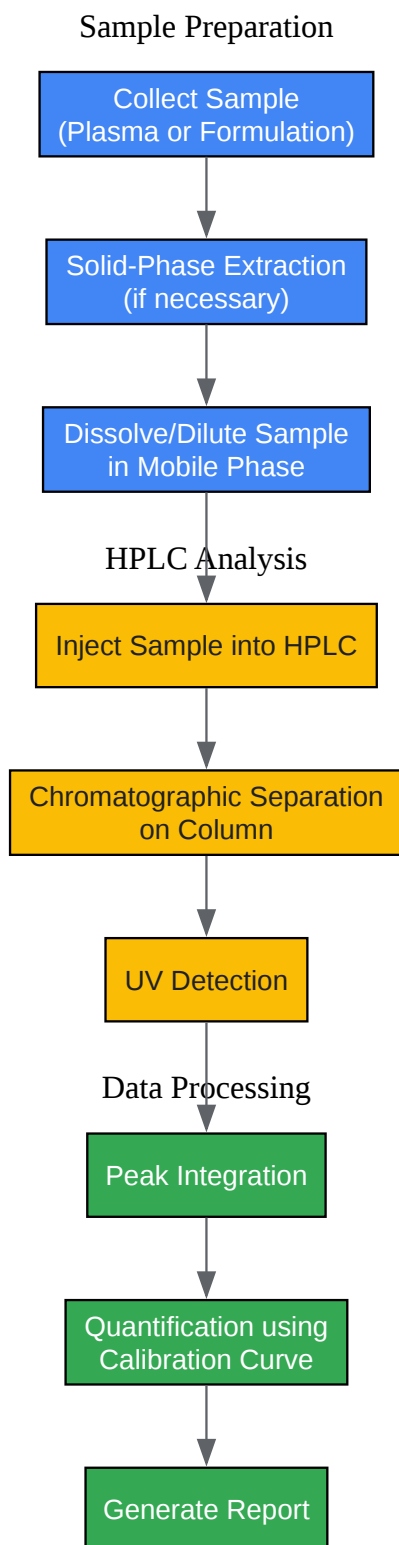 Sample Preparation
Collect Sample
(Plasma or Formulation)
Solid-Phase Extraction
(if necessary)
Dissolve/Dilute Sample
in Mobile Phase
HPLC Analysis
Inject Sample into HPLC
Chromatographic Separation
on Column
UV Detection
Data Processing
Peak Integration
Quantification using
Calibration Curve
Generate Report